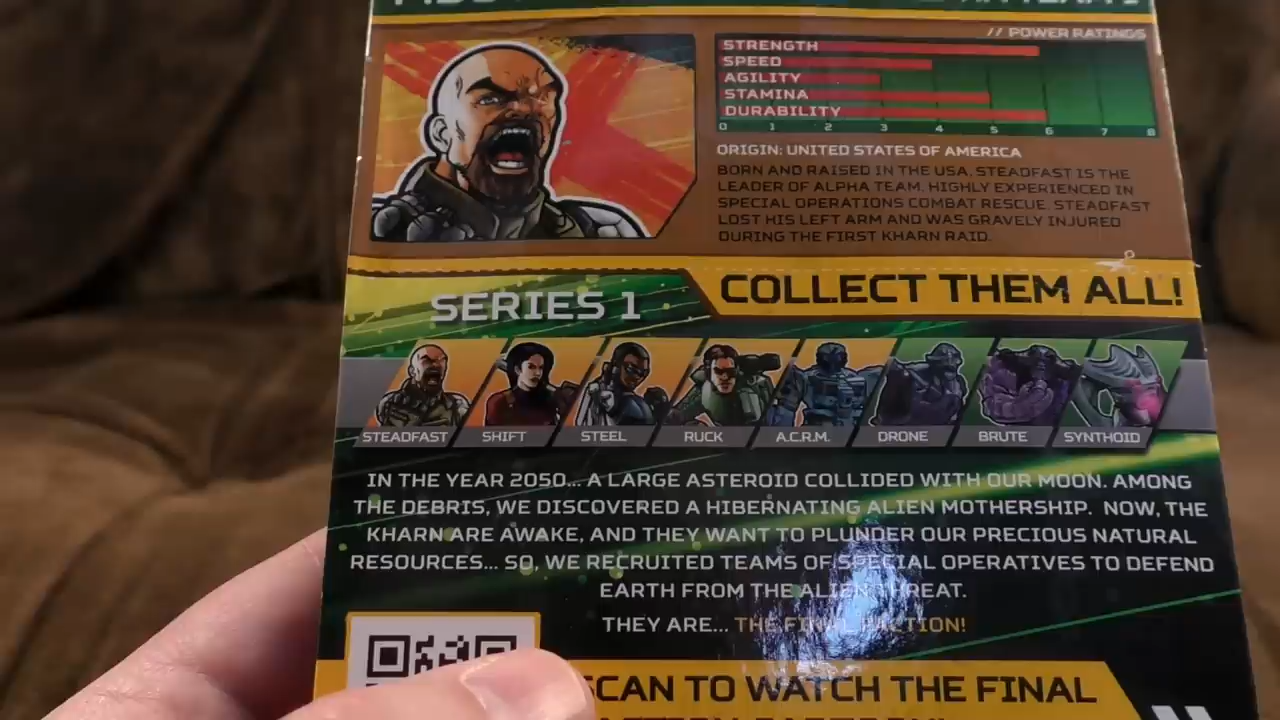 // POWER RATINGS
STRENGTH
SPEED
AGILITY
STAMINA
DURABILITY
0 1 2 3 4 5 6 7 8
ORIGIN: UNITED STATES OF AMERICA
BORN AND RAISED IN THE USA, STEADFAST IS THE
LEADER OF ALPHA TEAM. HIGHLY EXPERIENCED IN
SPECIAL OPERATIONS COMBAT RESCUE, STEADFAST
LOST HIS LEFT ARM AND WAS GRAVELY INJURED
DURING THE FIRST KHARN RAID.
SERIES 1
COLLECT THEM ALL!
STEADFAST SHIFT STEEL RUCK A.C.R.M. DRONE BRUTE SYNTHOID
IN THE YEAR 2050... A LARGE ASTEROID COLLIDED WITH OUR MOON. AMONG
THE DEBRIS, WE DISCOVERED A HIBERNATING ALIEN MOTHERSHIP. NOW, THE
KHARN ARE AWAKE, AND THEY WANT TO PLUNDER OUR PRECIOUS NATURAL
RESOURCES... SO, WE RECRUITED TEAMS OF SPECIAL OPERATIVES TO DEFEND
EARTH FROM THE ALIEN THREAT.
THEY ARE... THE FINAL FACTION!
SCAN TO WATCH THE FINAL